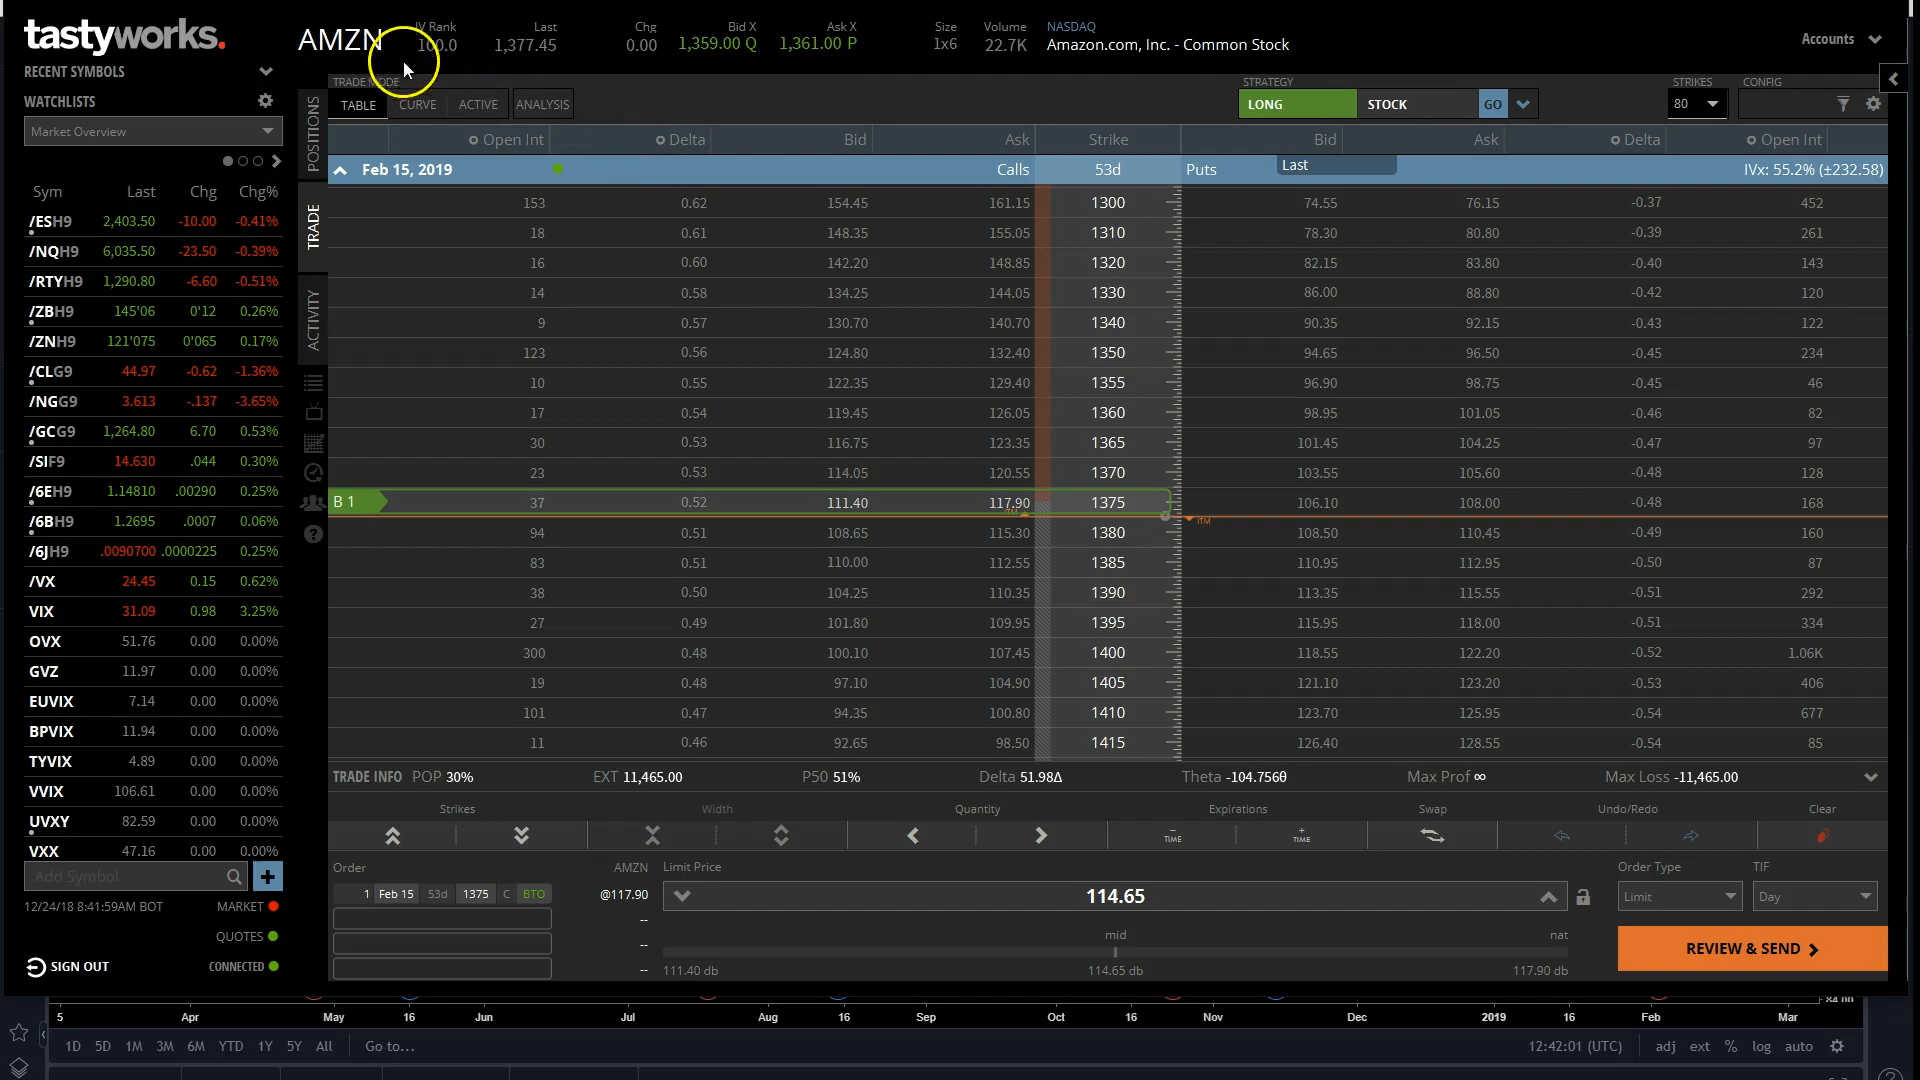 tastyworks.
RECENT SYMBOLS
WATCHLISTS
Market Overview
Sym Last Chg Chg%
/ESH9 2,403.50 -10.00 -0.41%
/NQH9 6,035.50 -23.50 -0.39%
/RTYH9 1,290.80 -6.60 -0.51%
/ZBH9 145'06 0'12 0.26%
/ZNH9 121'075 0'065 0.17%
/CLG9 44.97 -0.62 -1.36%
/NGG9 3.613 -.137 -3.65%
/GCG9 1,264.80 6.70 0.53%
/SIF9 14.630 .044 0.30%
/6EH9 1.14810 .00290 0.25%
/6BH9 1.2695 .0007 0.06%
/6JH9 .0090700 .0000225 0.25%
/VX 24.45 0.15 0.62%
VIX 31.09 0.98 3.25%
OVX 51.76 0.00 0.00%
GVZ 11.97 0.00 0.00%
EUVIX 7.14 0.00 0.00%
BPVIX 11.94 0.00 0.00%
TYVIX 4.89 0.00 0.00%
VVIX 106.61 0.00 0.00%
UVXY 82.59 0.00 0.00%
VXX 47.16 0.00 0.00%
Add Symbol
12/24/18 8:41:59AM BOT MARKET
QUOTES
SIGN OUT CONNECTED
AMZN
IV Rank Last Chg Bid X Ask X Size Volume NASDAQ
100.0 1,377.45 0.00 1,359.00 Q 1,361.00 P 1x6 22.7K Amazon.com, Inc. - Common Stock
Accounts
TRADE MODE STRATEGY STRIKES CONFIG
TABLE CURVE ACTIVE ANALYSIS LONG STOCK GO 80
POSITIONS
TRADE
ACTIVITY
Open Int Delta Bid Ask Strike Bid Ask Delta Open Int
Feb 15, 2019 Calls 53d Puts Last IVx: 55.2% (±232.58)
153 0.62 154.45 161.15 1300 74.55 76.15 -0.37 452
18 0.61 148.35 155.05 1310 78.30 80.80 -0.39 261
16 0.60 142.20 148.85 1320 82.15 83.80 -0.40 143
14 0.58 134.25 144.05 1330 86.00 88.80 -0.42 120
9 0.57 130.70 140.70 1340 90.35 92.15 -0.43 122
123 0.56 124.80 132.40 1350 94.65 96.50 -0.45 234
10 0.55 122.35 129.40 1355 96.90 98.75 -0.45 46
17 0.54 119.45 126.05 1360 98.95 101.05 -0.46 82
30 0.53 116.75 123.35 1365 101.45 104.25 -0.47 97
23 0.53 114.05 120.55 1370 103.55 105.60 -0.48 128
B 1 37 0.52 111.40 117.90 1375 106.10 108.00 -0.48 168
ITM ITM
94 0.51 108.65 115.30 1380 108.50 110.45 -0.49 160
83 0.51 110.00 112.55 1385 110.95 112.95 -0.50 87
38 0.50 104.25 110.35 1390 113.35 115.55 -0.51 292
27 0.49 101.80 109.95 1395 115.95 118.00 -0.51 334
300 0.48 100.10 107.45 1400 118.55 122.20 -0.52 1.06K
19 0.48 97.10 104.90 1405 121.10 123.20 -0.53 406
101 0.47 94.35 100.80 1410 123.70 125.95 -0.54 677
11 0.46 92.65 98.50 1415 126.40 128.55 -0.54 85
TRADE INFO POP 30% EXT 11,465.00 P50 51% Delta 51.98Δ Theta -104.756θ Max Prof ∞ Max Loss -11,465.00
Strikes Width Quantity Expirations Swap Undo/Redo Clear
- TIME + TIME
Order AMZN Limit Price Order Type TIF
1 Feb 15 53d 1375 C BTO @117.90 114.65 Limit Day
--
--
--
mid nat
111.40 db 114.65 db 117.90 db
REVIEW & SEND
84.00
5 Apr May 16 Jun Jul Aug 16 Sep Oct 16 Nov Dec 2019 16 Feb Mar
1D 5D 1M 3M 6M YTD 1Y 5Y All Go to... 12:42:01 (UTC) adj ext % log auto